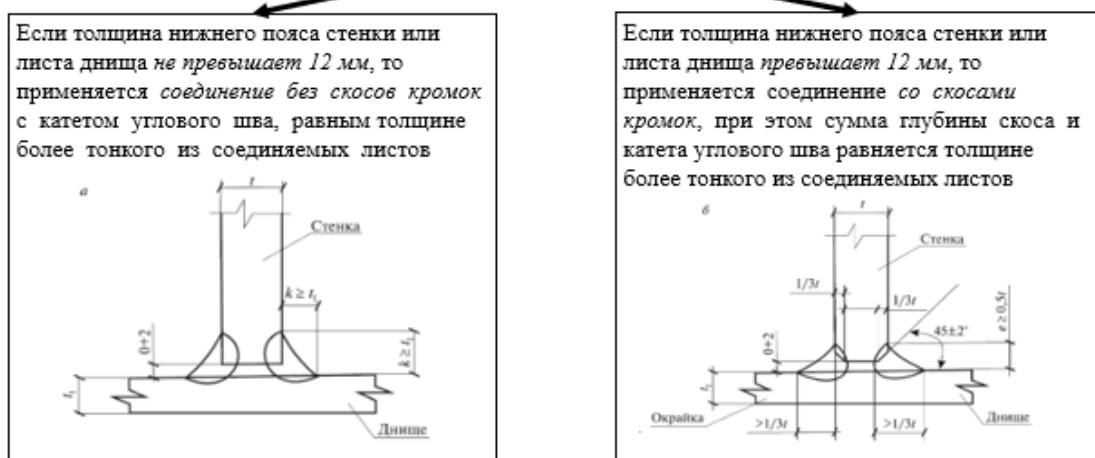 Если толщина нижнего пояса стенки или
листа днища не превышает 12 мм, то
применяется соединение без скосов кромок
с катетом углового шва, равным толщине
более тонкого из соединяемых листов
а
t
Стенка
k ≥ t₁
0+2
k ≥ t₁
t₁
Днище
Если толщина нижнего пояса стенки или
листа днища превышает 12 мм, то
применяется соединение со скосами
кромок, при этом сумма глубины скоса и
катета углового шва равняется толщине
более тонкого из соединяемых листов
б
t
Стенка
1/3t
1/3t
0+2
45±2°
e ≥ 0,5t
t₁
Окрайка
>1/3t
>1/3t
Днище